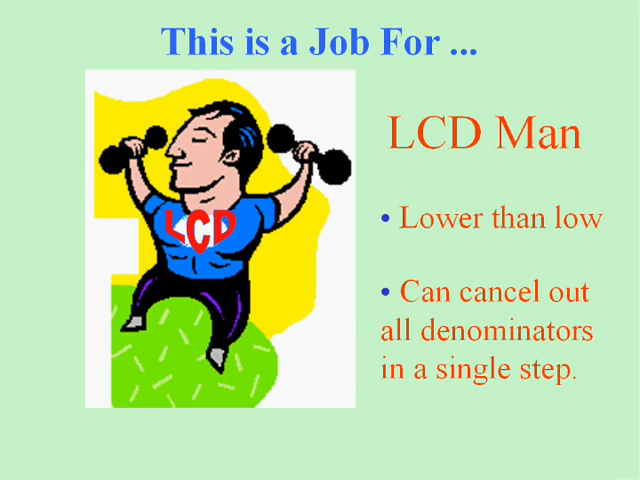 This is a Job For ...
LCD Man
LCD
• Lower than low
• Can cancel out
all denominators
in a single step.